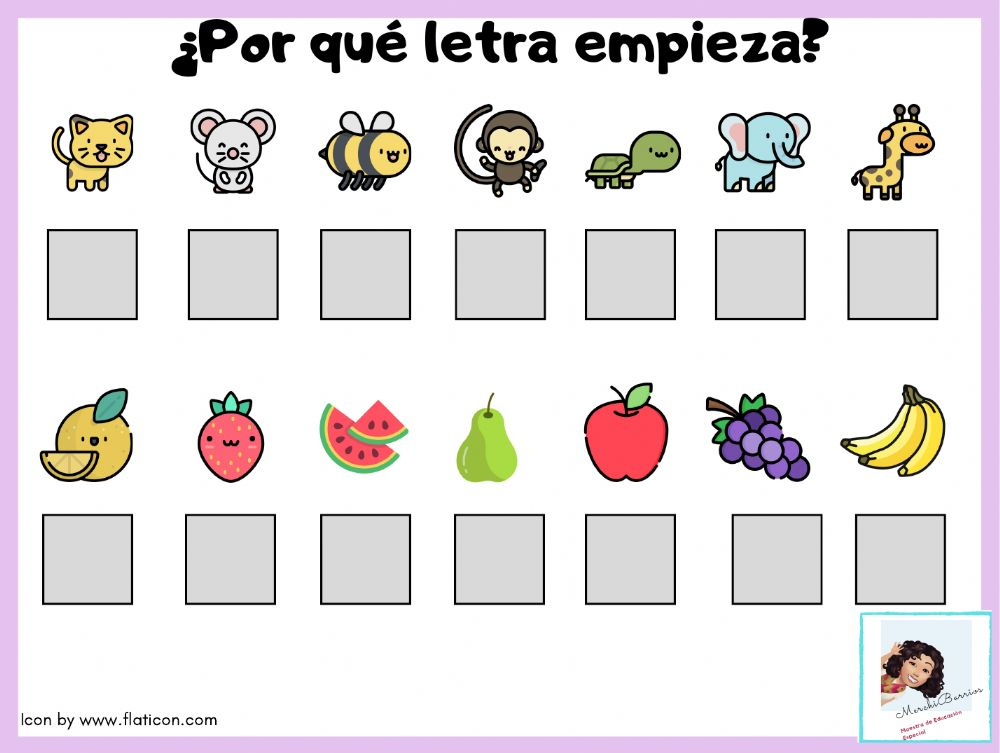 ¿Por qué letra empieza?
Icon by www.flaticon.com
Merchi Barrios
Maestra de Educación
Especial